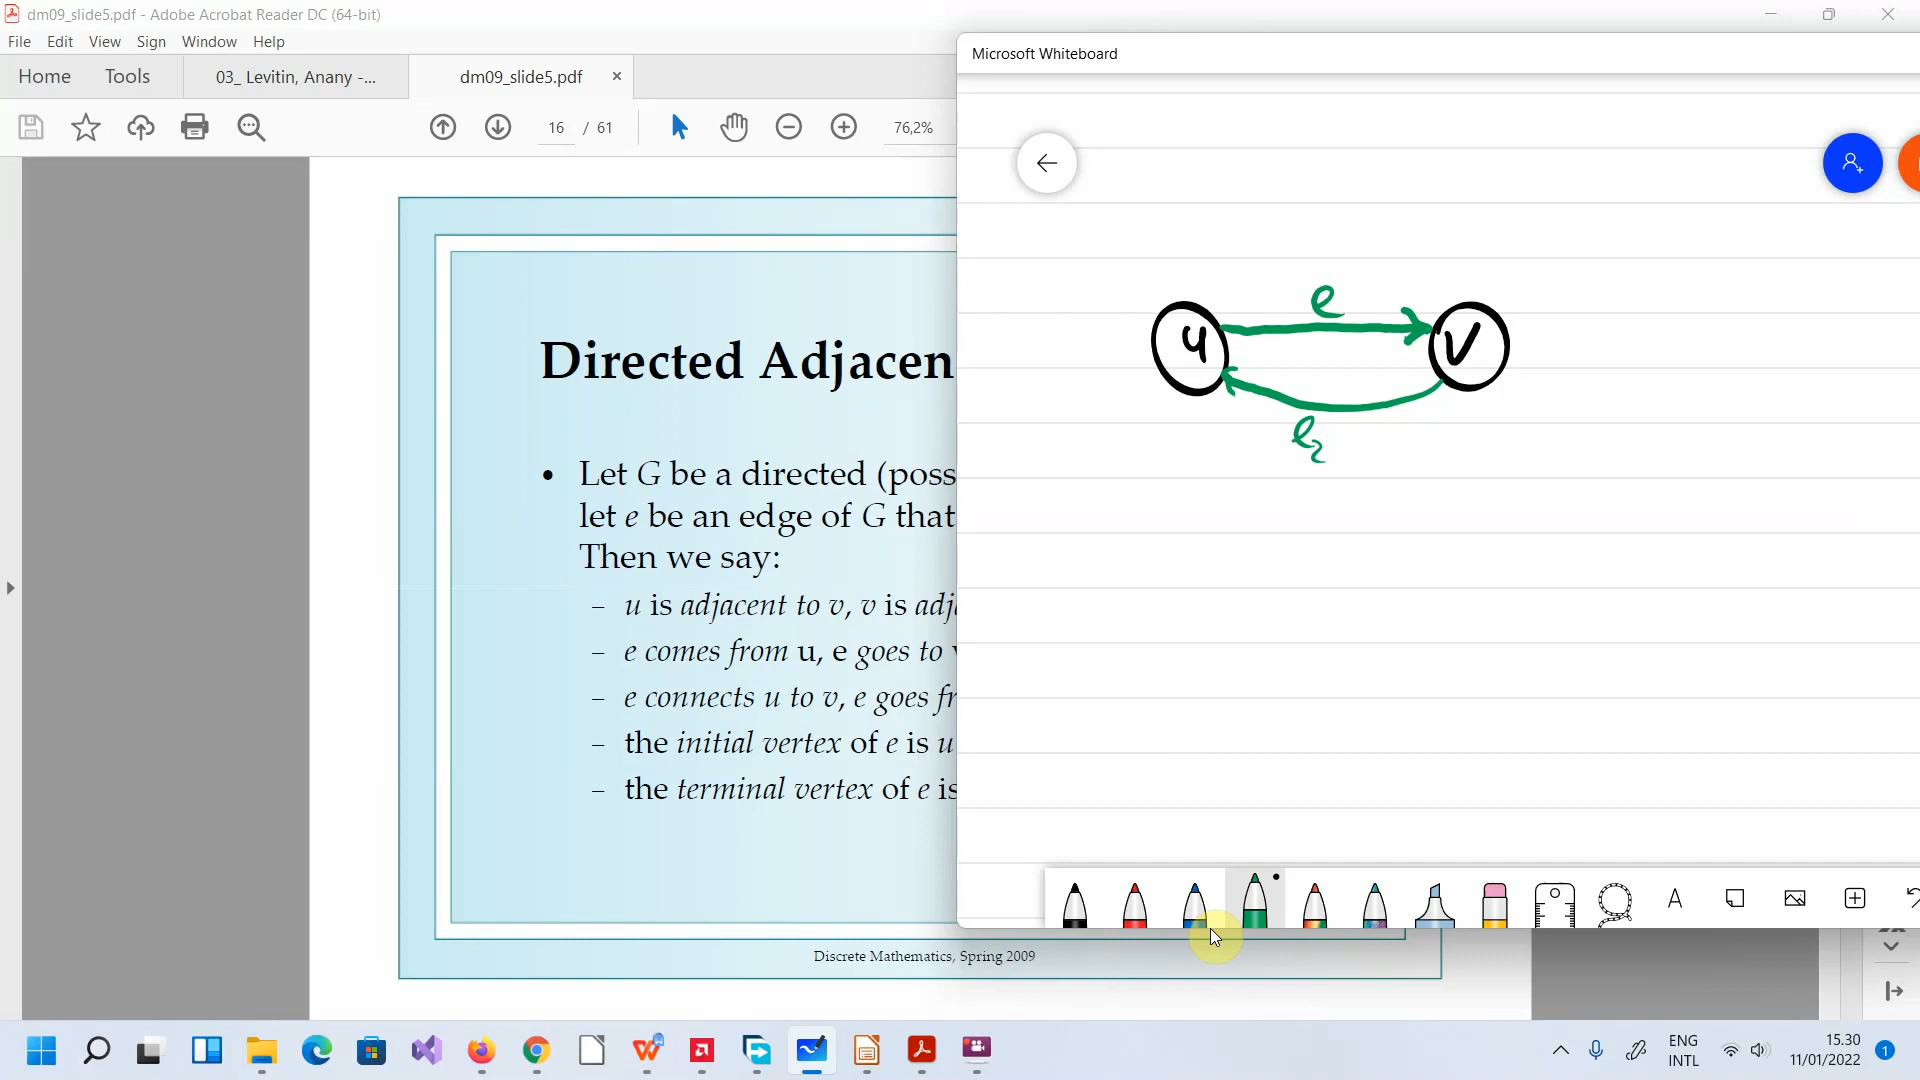 dm09_slide5.pdf - Adobe Acrobat Reader DC (64-bit)
File Edit View Sign Window Help
Home Tools 03_ Levitin, Anany -... dm09_slide5.pdf
16 / 61 76,2%
Microsoft Whiteboard
Directed Adjacen
• Let G be a directed (poss
let e be an edge of G that
Then we say:
– u is adjacent to v, v is adj
– e comes from u, e goes to
– e connects u to v, e goes fr
– the initial vertex of e is u
– the terminal vertex of e is
Discrete Mathematics, Spring 2009
e
u v
e2
A
ENG
INTL
15.30
11/01/2022
1